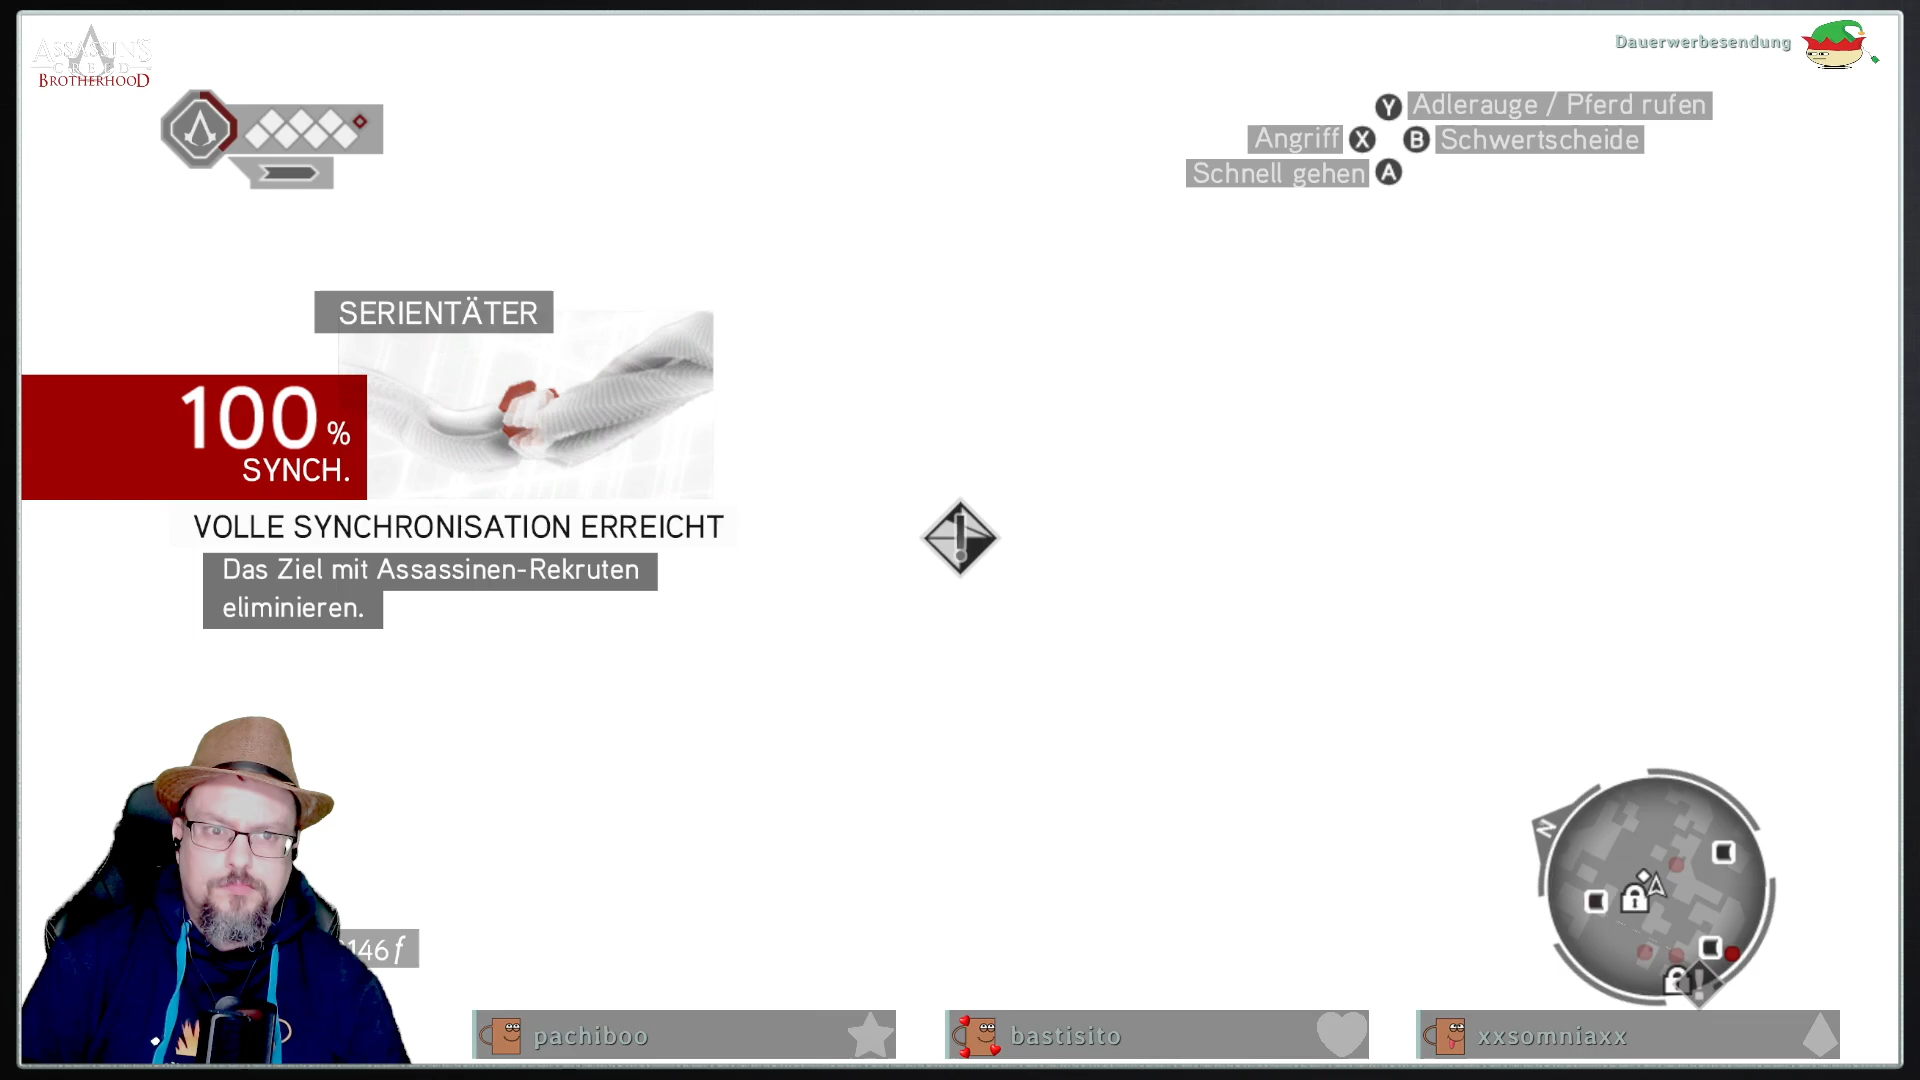 ASSASSIN'S
CREED
BROTHERHOOD
Dauerwerbesendung
Y Adlerauge / Pferd rufen
Angriff X B Schwertscheide
Schnell gehen A
SERIENTÄTER
100 %
SYNCH.
VOLLE SYNCHRONISATION ERREICHT
Das Ziel mit Assassinen-Rekruten
eliminieren.
N
146 f
pachiboo
bastisito
xxsomniaxx